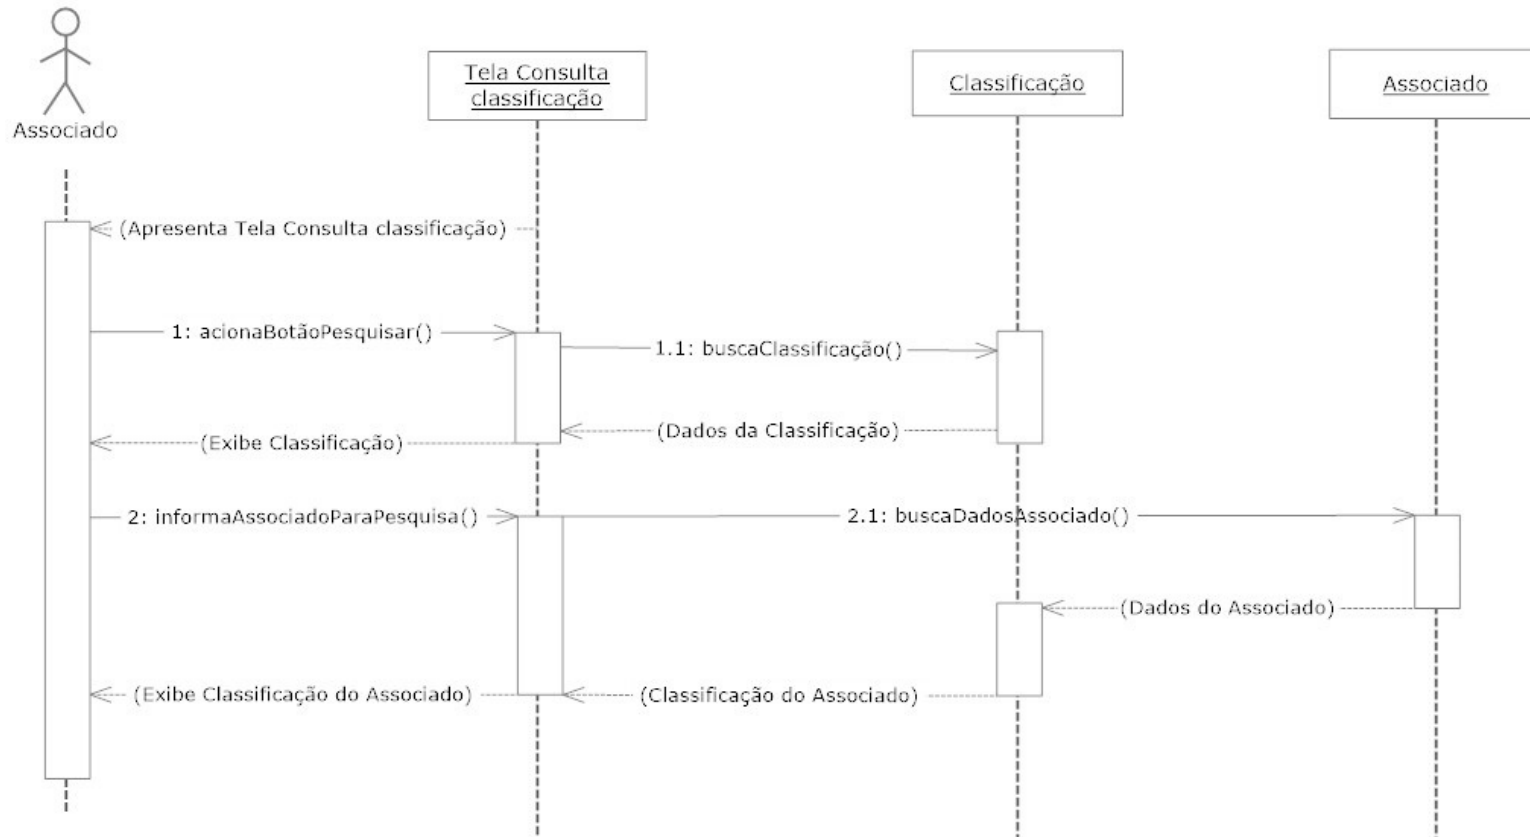 Associado
Tela Consulta
classificação
Classificação
Associado
(Apresenta Tela Consulta classificação)
1: acionaBotãoPesquisar()
1.1: buscaClassificação()
(Dados da Classificação)
(Exibe Classificação)
2: informaAssociadoParaPesquisa()
2.1: buscaDadosAssociado()
(Dados do Associado)
(Classificação do Associado)
(Exibe Classificação do Associado)